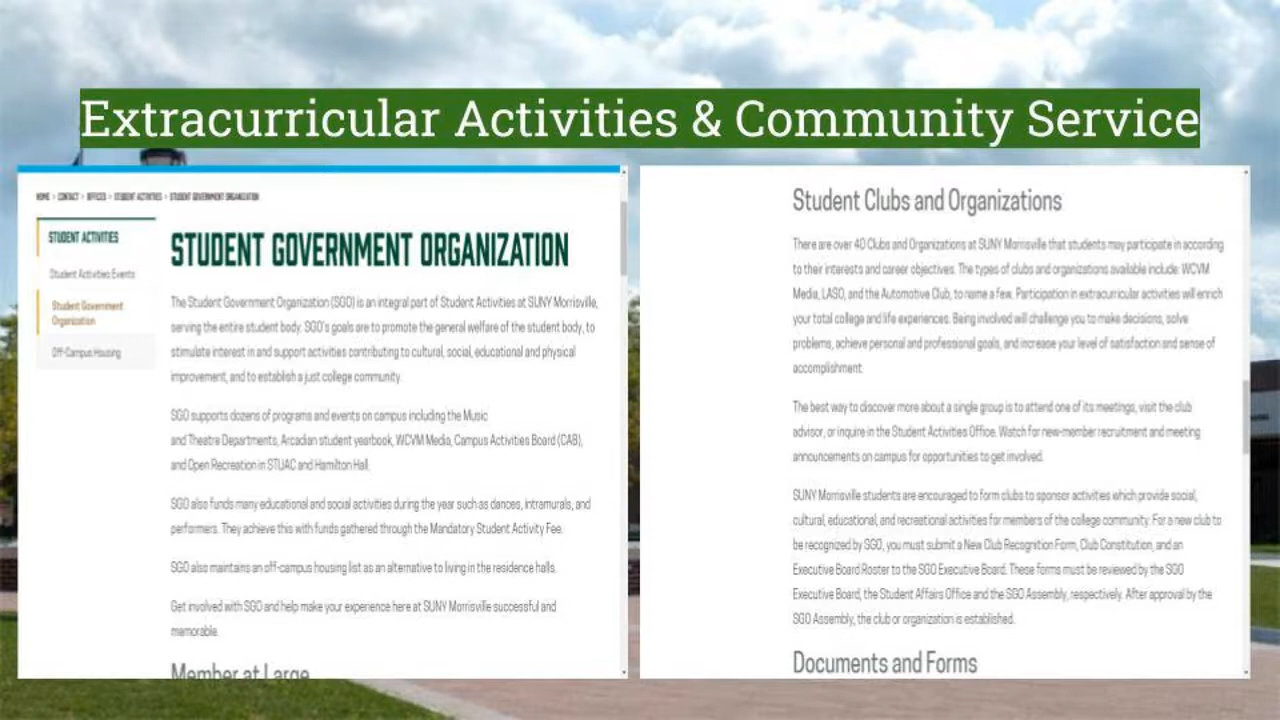 Extracurricular Activities & Community Service
HOME > CONTACT > OFFICES > STUDENT ACTIVITIES > STUDENT GOVERNMENT ORGANIZATION
STUDENT ACTIVITIES
Student Activities Events
Student Government
Organization
Off-Campus Housing
STUDENT GOVERNMENT ORGANIZATION
The Student Government Organization (SGO) is an integral part of Student Activities at SUNY Morrisville,
serving the entire student body. SGO's goals are to promote the general welfare of the student body, to
stimulate interest in and support activities contributing to cultural, social, educational and physical
improvement, and to establish a just college community.
SGO supports dozens of programs and events on campus including the Music
and Theatre Departments, Arcadian student yearbook, WCVM Media, Campus Activities Board (CAB),
and Open Recreation in STUAC and Hamilton Hall.
SGO also funds many educational and social activities during the year such as dances, intramurals, and
performers. They achieve this with funds gathered through the Mandatory Student Activity Fee.
SGO also maintains an off-campus housing list as an alternative to living in the residence halls.
Get involved with SGO and help make your experience here at SUNY Morrisville successful and
memorable.
Member at Large
Student Clubs and Organizations
There are over 40 Clubs and Organizations at SUNY Morrisville that students may participate in according
to their interests and career objectives. The types of clubs and organizations available include: WCVM
Media, LASO, and the Automotive Club, to name a few. Participation in extracurricular activities will enrich
your total college and life experiences. Being involved will challenge you to make decisions, solve
problems, achieve personal and professional goals, and increase your level of satisfaction and sense of
accomplishment.
The best way to discover more about a single group is to attend one of its meetings, visit the club
advisor, or inquire in the Student Activities Office. Watch for new-member recruitment and meeting
announcements on campus for opportunities to get involved.
SUNY Morrisville students are encouraged to form clubs to sponsor activities which provide social,
cultural, educational, and recreational activities for members of the college community. For a new club to
be recognized by SGO, you must submit a New Club Recognition Form, Club Constitution, and an
Executive Board Roster to the SGO Executive Board. These forms must be reviewed by the SGO
Executive Board, the Student Affairs Office and the SGO Assembly, respectively. After approval by the
SGO Assembly, the club or organization is established.
Documents and Forms